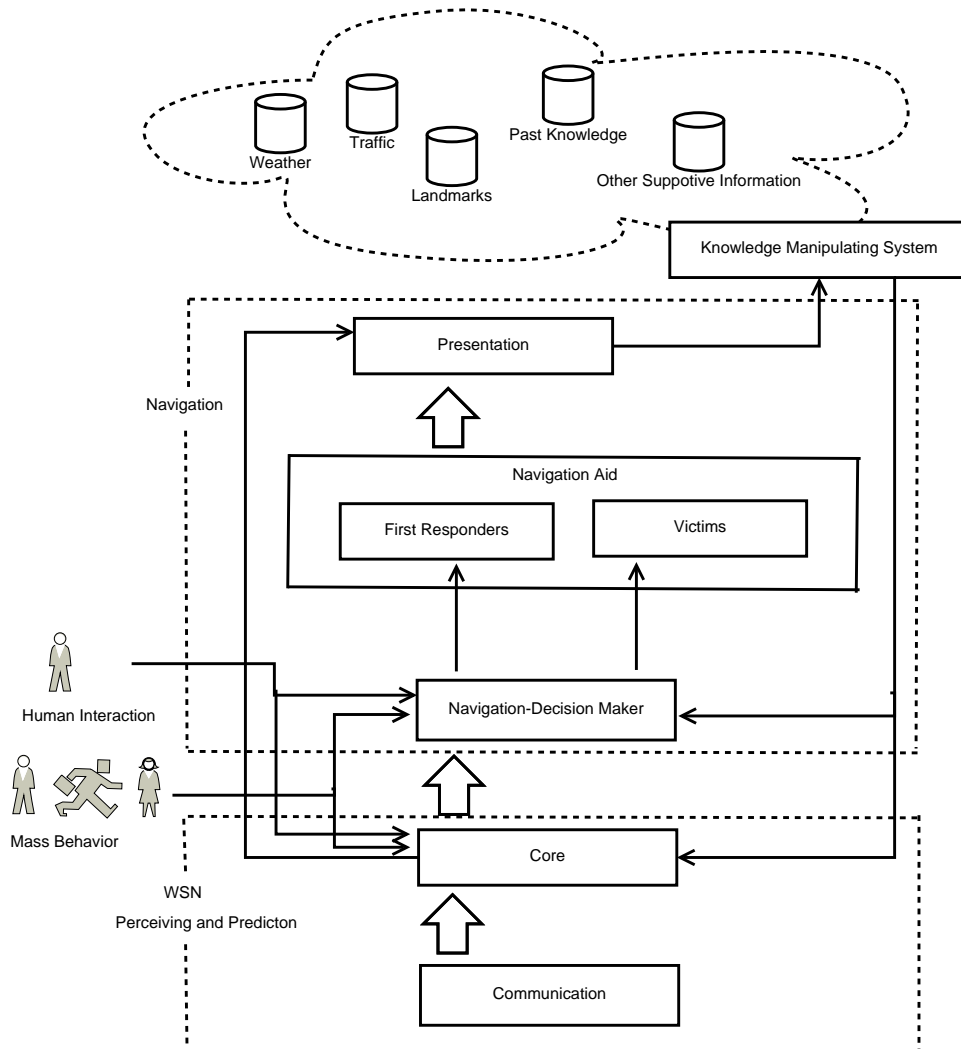 Weather
Traffic
Landmarks
Past Knowledge
Other Suppotive Information
Knowledge Manipulating System
Presentation
Navigation
Navigation Aid
First Responders
Victims
Human Interaction
Navigation-Decision Maker
Mass Behavior
Core
WSN
Perceiving and Predicton
Communication